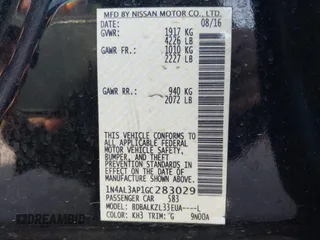 MFD BY NISSAN MOTOR CO., LTD.
DATE: 08/16
GVWR: 1917 KG
4226 LB
GAWR FR: 1010 KG
2227 LB
GAWR RR: 940 KG
2072 LB
THIS VEHICLE CONFORMS TO
ALL APPLICABLE FEDERAL
MOTOR VEHICLE SAFETY,
BUMPER, AND THEFT
PREVENTION STANDARDS
IN EFFECT ON THE DATE OF
MANUFACTURE SHOWN ABOVE.
1N4AL3AP1GC283029
PASSENGER CAR 583
MODEL: BDBALKZL33EUA----L
COLOR: KH3 TRIM: G 9N00A